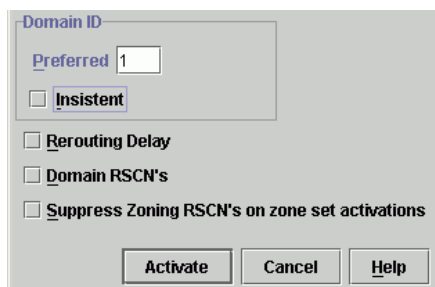 Domain ID
Preferred 1
Insistent
Rerouting Delay
Domain RSCN's
Suppress Zoning RSCN's on zone set activations
Activate Cancel Help